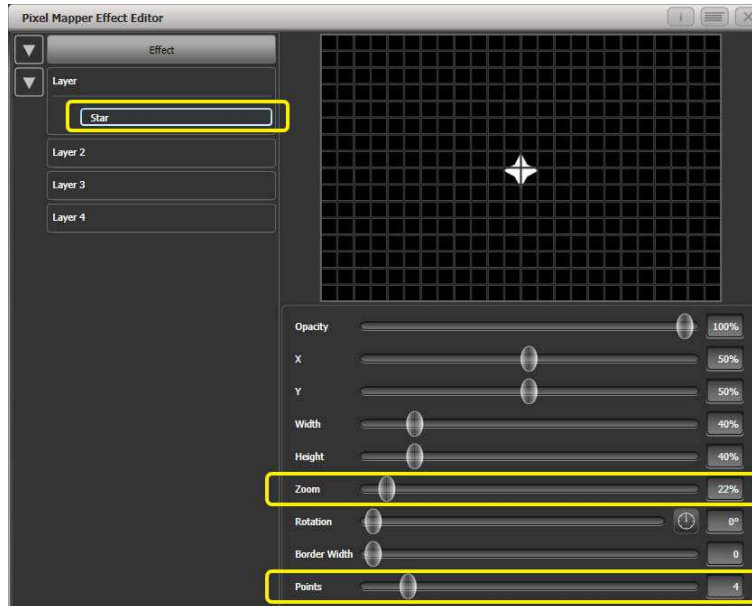 Pixel Mapper Effect Editor
Effect
Layer
Star
Layer 2
Layer 3
Layer 4
Opacity 100%
X 50%
Y 50%
Width 40%
Height 40%
Zoom 22%
Rotation 0°
Border Width 0
Points 4